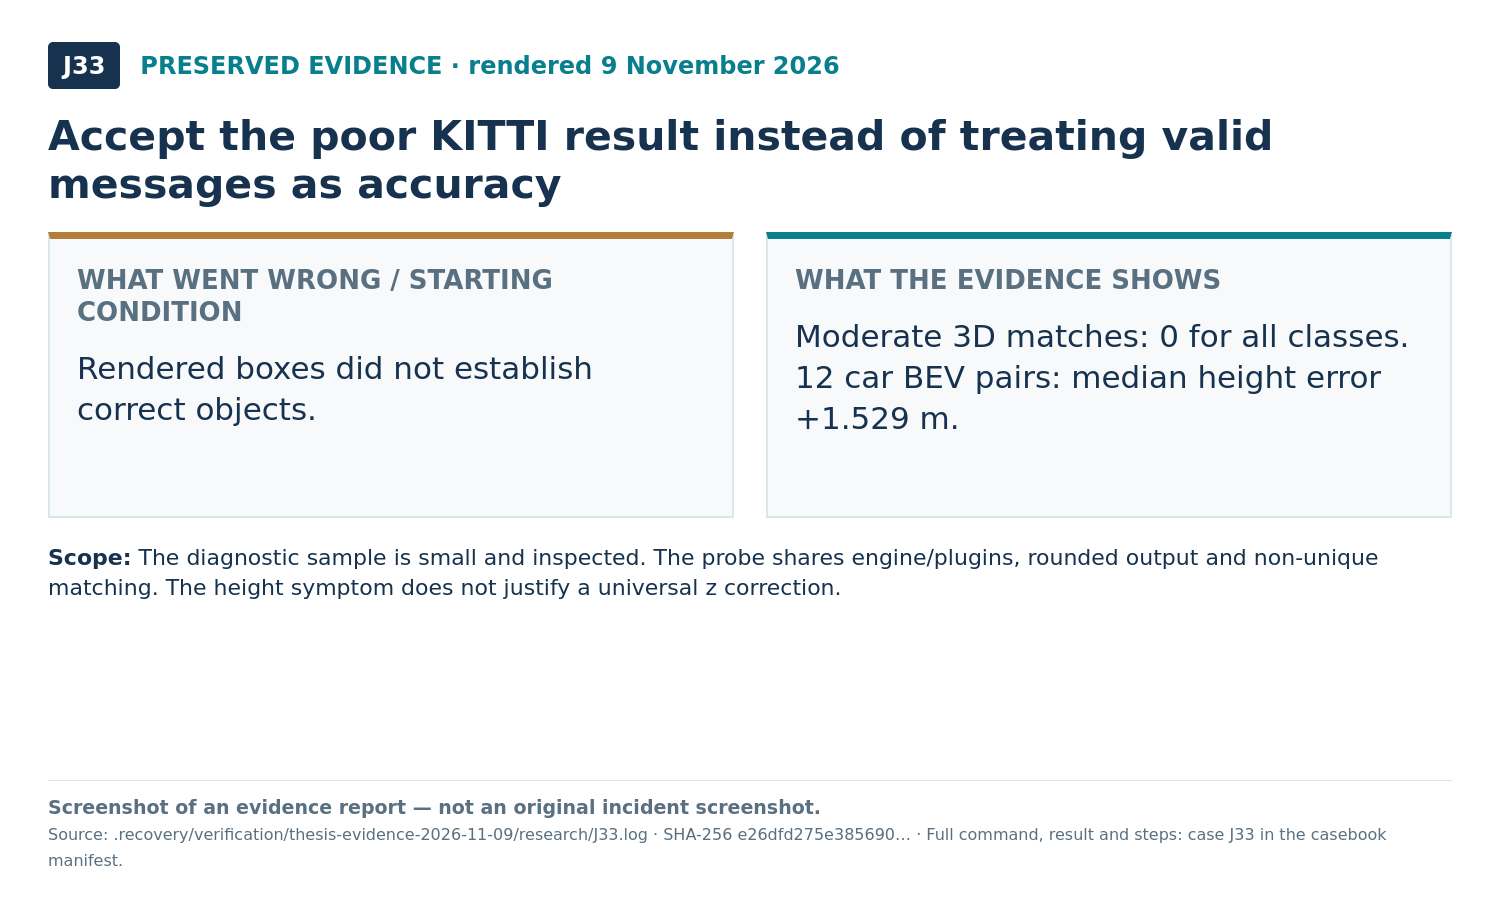 J33 PRESERVED EVIDENCE · rendered 9 November 2026
Accept the poor KITTI result instead of treating valid
messages as accuracy
WHAT WENT WRONG / STARTING
CONDITION
Rendered boxes did not establish
correct objects.
WHAT THE EVIDENCE SHOWS
Moderate 3D matches: 0 for all classes.
12 car BEV pairs: median height error
+1.529 m.
Scope: The diagnostic sample is small and inspected. The probe shares engine/plugins, rounded output and non-unique
matching. The height symptom does not justify a universal z correction.
Screenshot of an evidence report — not an original incident screenshot.
Source: .recovery/verification/thesis-evidence-2026-11-09/research/J33.log · SHA-256 e26dfd275e385690… · Full command, result and steps: case J33 in the casebook
manifest.